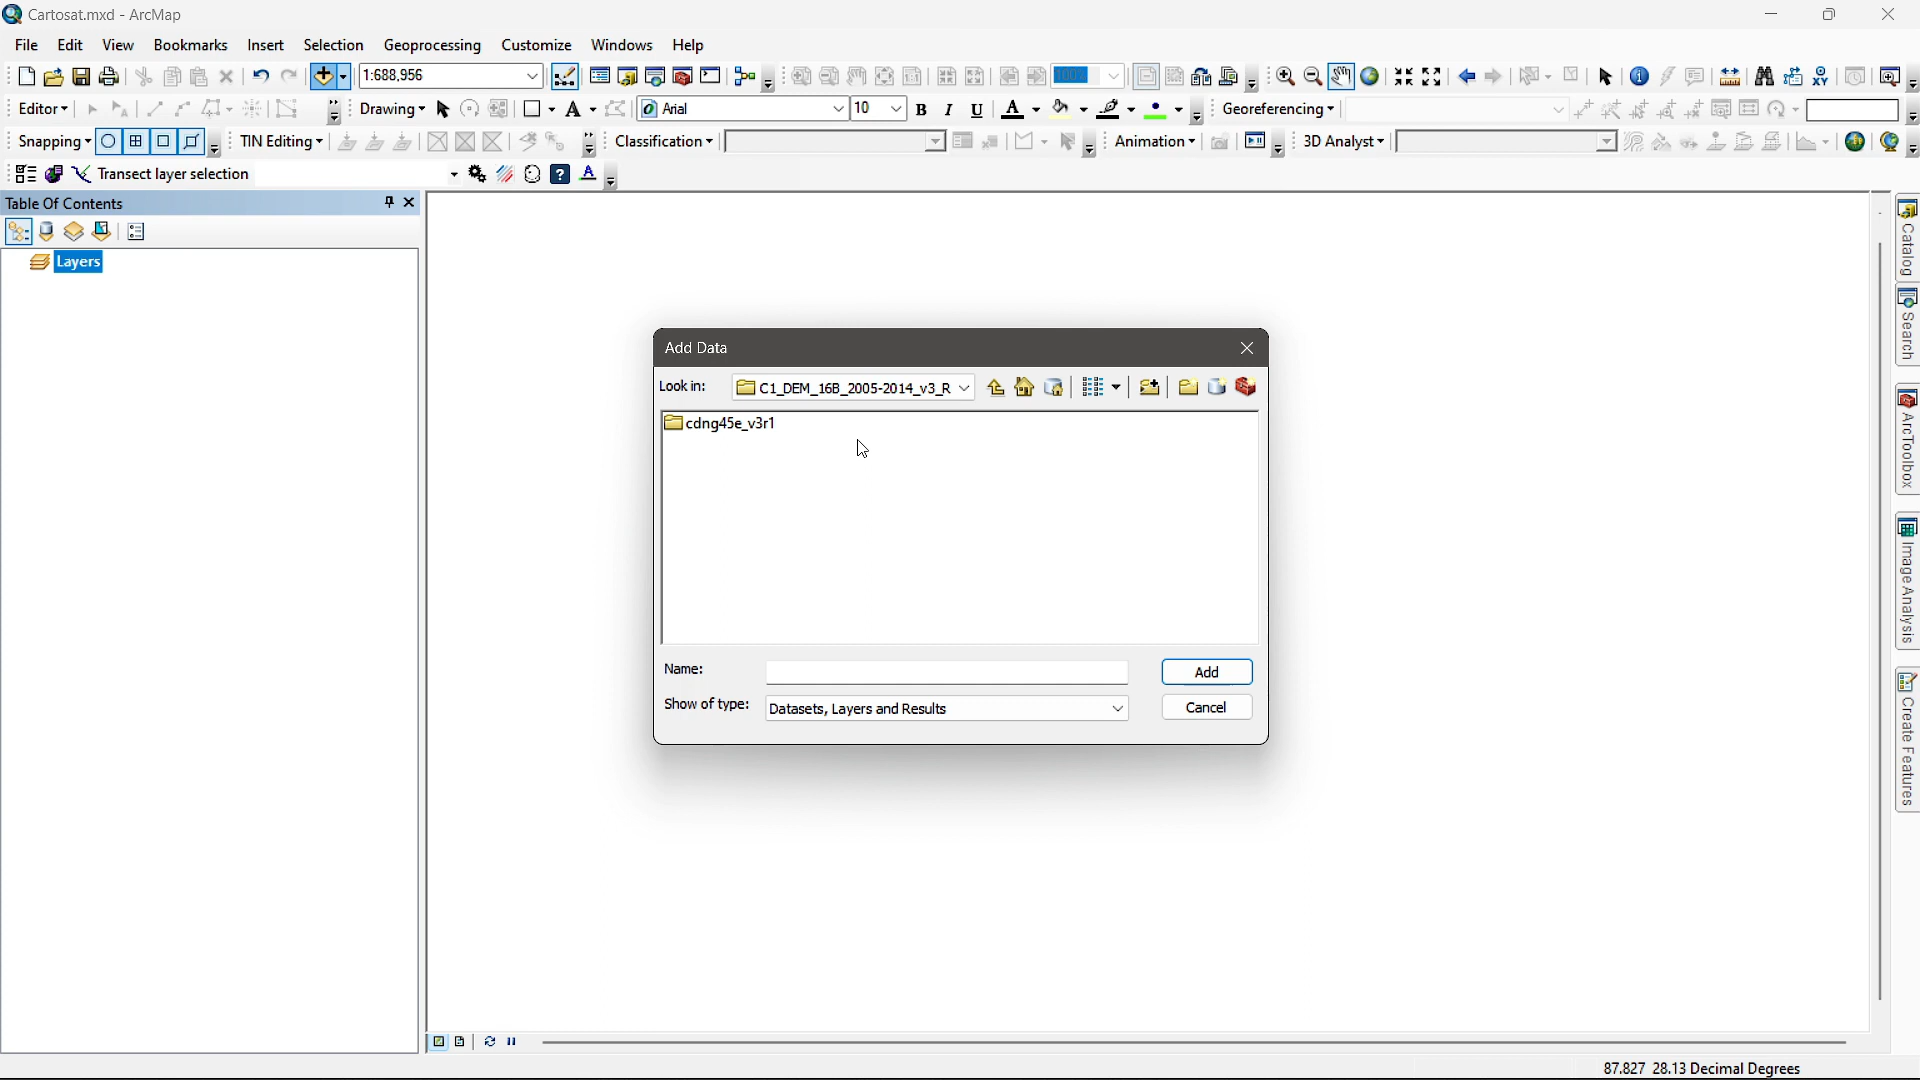 Cartosat.mxd - ArcMap
File Edit View Bookmarks Insert Selection Geoprocessing Customize Windows Help
1:688,956 100%
Editor Drawing Arial 10 B I U A Georeferencing
Snapping TIN Editing Classification Animation 3D Analyst
Transect layer selection
Table Of Contents
Layers
Add Data
Look in: C1_DEM_16B_2005-2014_v3_R
cdng45e_v3r1
Name: Add
Show of type: Datasets, Layers and Results Cancel
Catalog
Search
ArcToolbox
Image Analysis
Create Features
87.827 28.13 Decimal Degrees